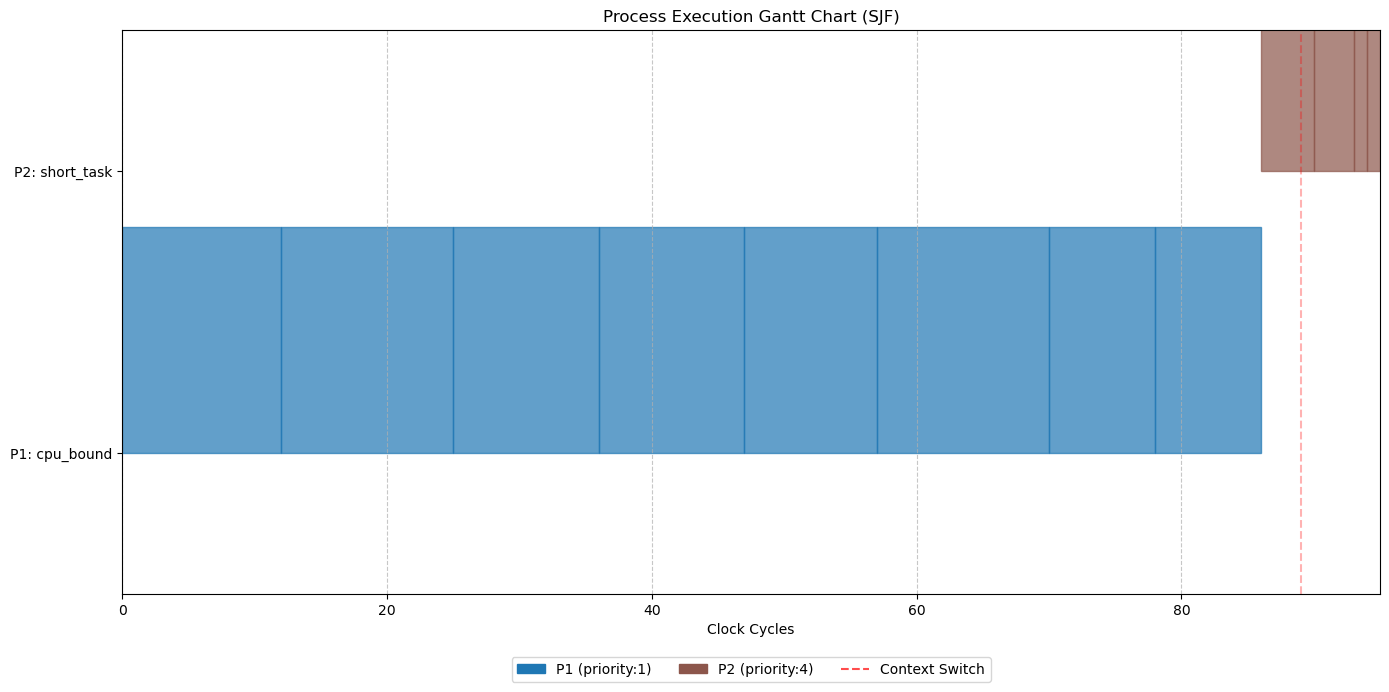 Process Execution Gantt Chart (SJF)
P2: short_task
P1: cpu_bound
0 20 40 60 80
Clock Cycles
P1 (priority:1) P2 (priority:4) Context Switch